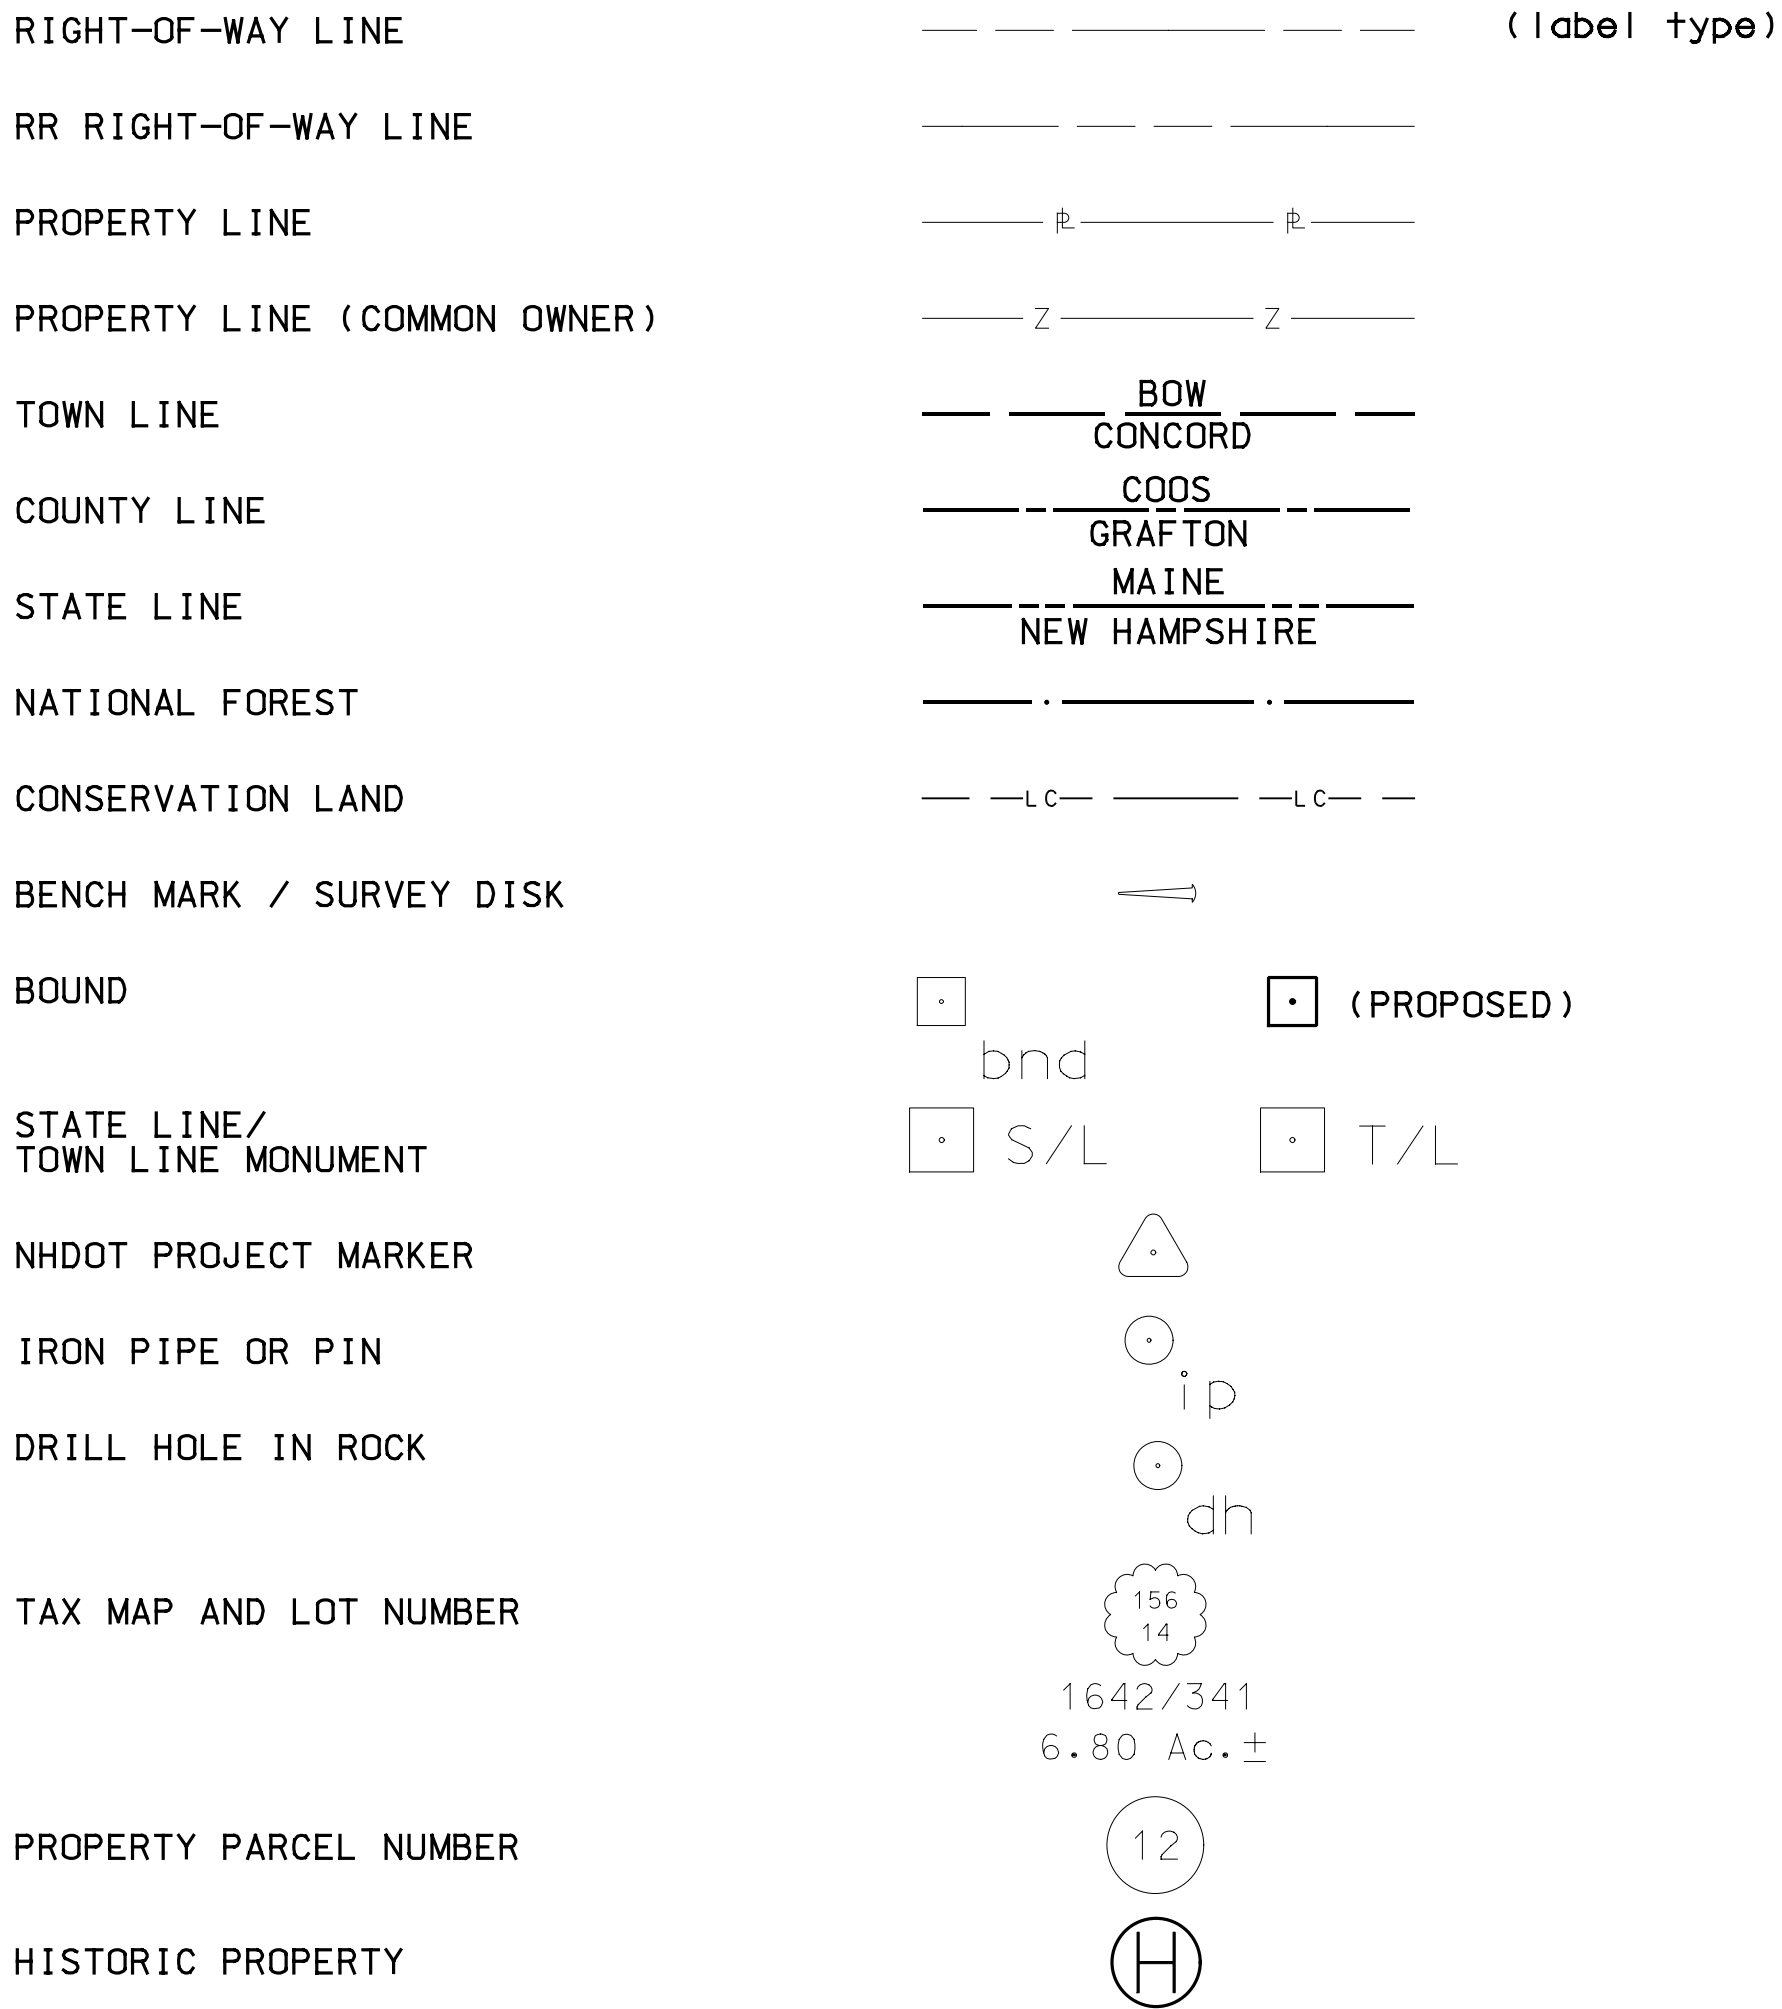 RIGHT-OF-WAY LINE (label type)
RR RIGHT-OF-WAY LINE
PROPERTY LINE PL PL
PROPERTY LINE (COMMON OWNER) Z Z
BOW
TOWN LINE
CONCORD
COOS
COUNTY LINE
GRAFTON
MAINE
STATE LINE
NEW HAMPSHIRE
NATIONAL FOREST
CONSERVATION LAND LC LC
BENCH MARK / SURVEY DISK
BOUND (PROPOSED)
bnd
STATE LINE/
TOWN LINE MONUMENT S/L T/L
NHDOT PROJECT MARKER
IRON PIPE OR PIN
ip
DRILL HOLE IN ROCK
dh
TAX MAP AND LOT NUMBER
156
14
1642/341
6.80 Ac.±
PROPERTY PARCEL NUMBER 12
HISTORIC PROPERTY H